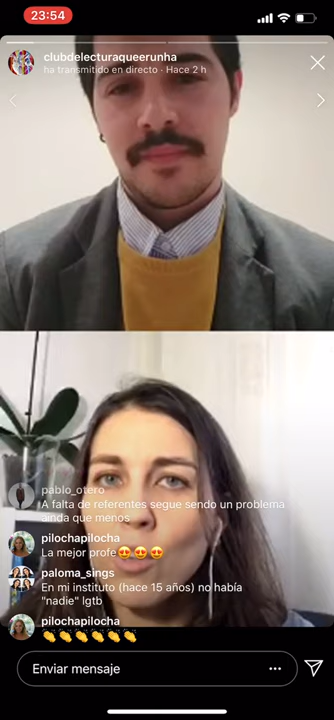 23:54
clubdelecturaqueerunha
ha transmitido en directo · Hace 2 h
pablo_otero
A falta de referentes segue sendo un problema
ainda que menos
pilochapilocha
La mejor profe😍😍😍
paloma_sings
En mi instituto (hace 15 años) no había
"nadie" lgtb
pilochapilocha
👏👏👏👏👏👏
Enviar mensaje